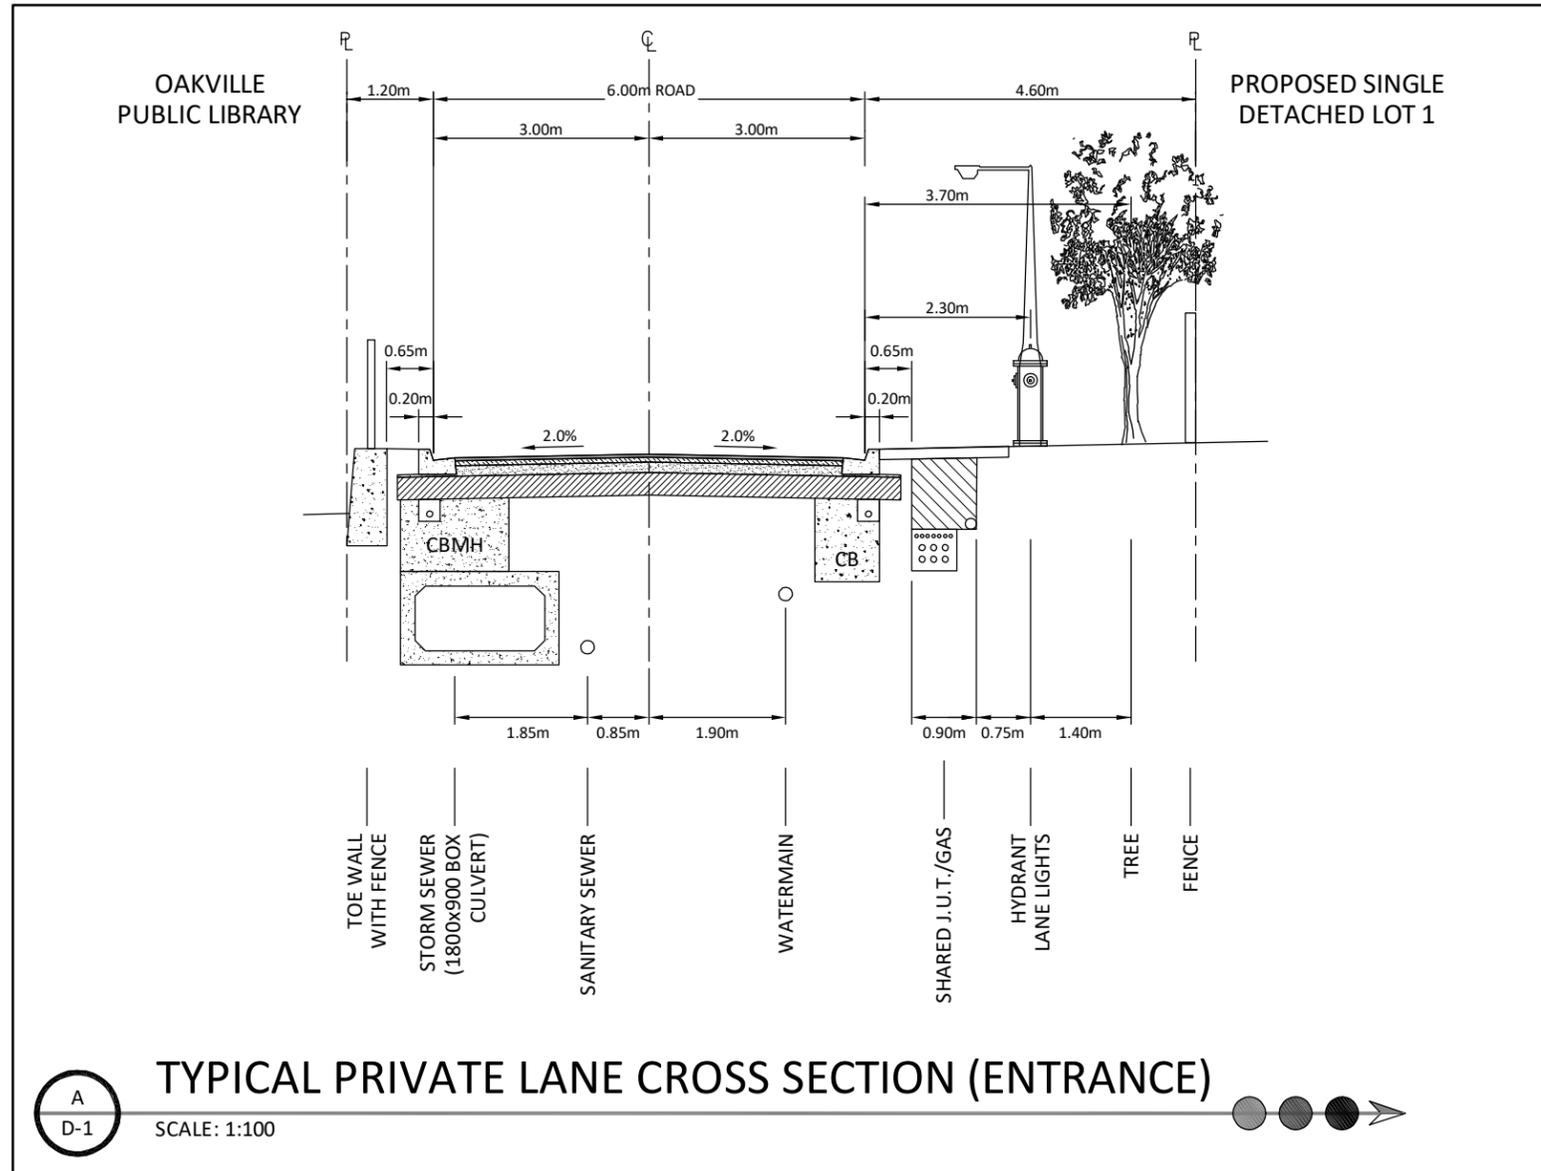 PL
CL
PL
OAKVILLE
PUBLIC LIBRARY
PROPOSED SINGLE
DETACHED LOT 1
1.20m
6.00m ROAD
4.60m
3.00m
3.00m
3.70m
2.30m
0.65m
0.65m
0.20m
0.20m
2.0%
2.0%
CBMH
CB
1.85m
0.85m
1.90m
0.90m
0.75m
1.40m
TOE WALL
WITH FENCE
STORM SEWER
(1800x900 BOX
CULVERT)
SANITARY SEWER
WATERMAIN
SHARED J.U.T./GAS
HYDRANT
LANE LIGHTS
TREE
FENCE
A
D-1
TYPICAL PRIVATE LANE CROSS SECTION (ENTRANCE)
SCALE: 1:100